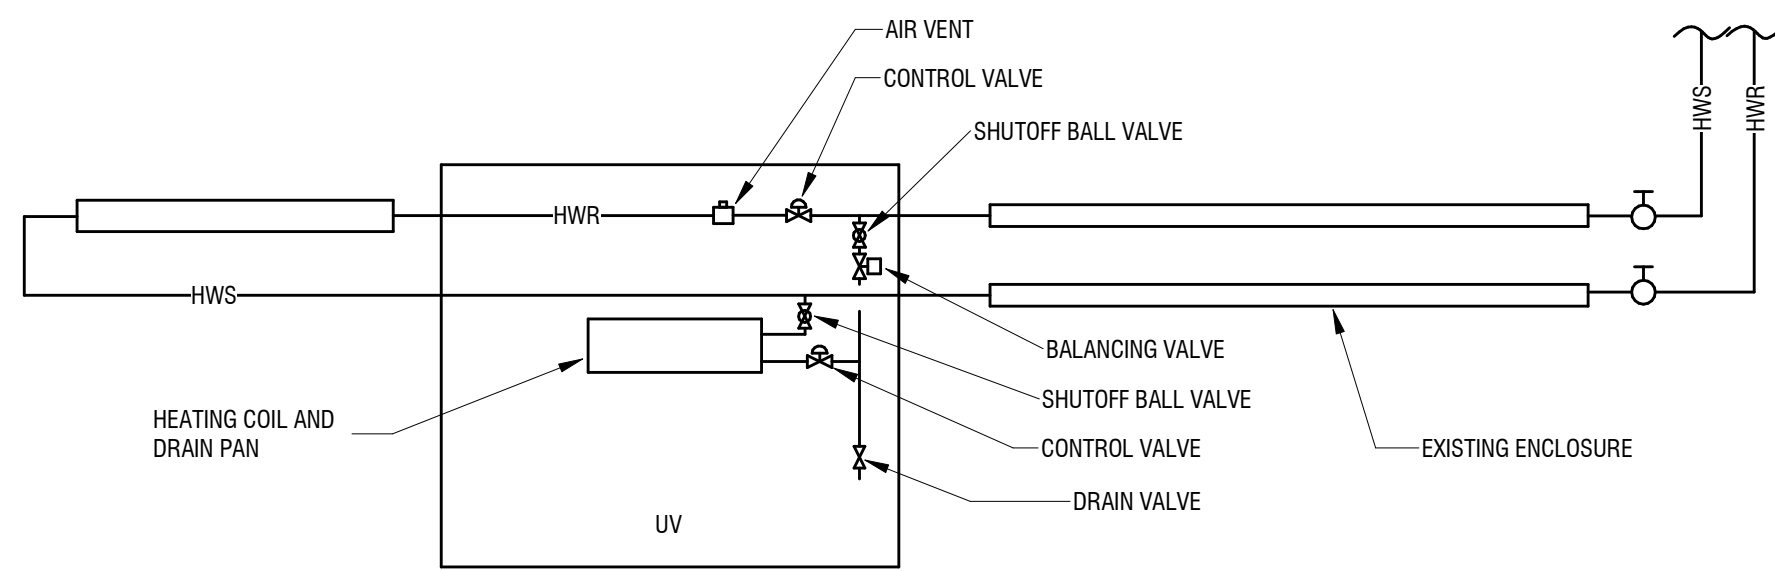 AIR VENT
CONTROL VALVE
SHUTOFF BALL VALVE
HWS
HWR
HWR
HWS
BALANCING VALVE
SHUTOFF BALL VALVE
HEATING COIL AND
DRAIN PAN
CONTROL VALVE
EXISTING ENCLOSURE
DRAIN VALVE
UV